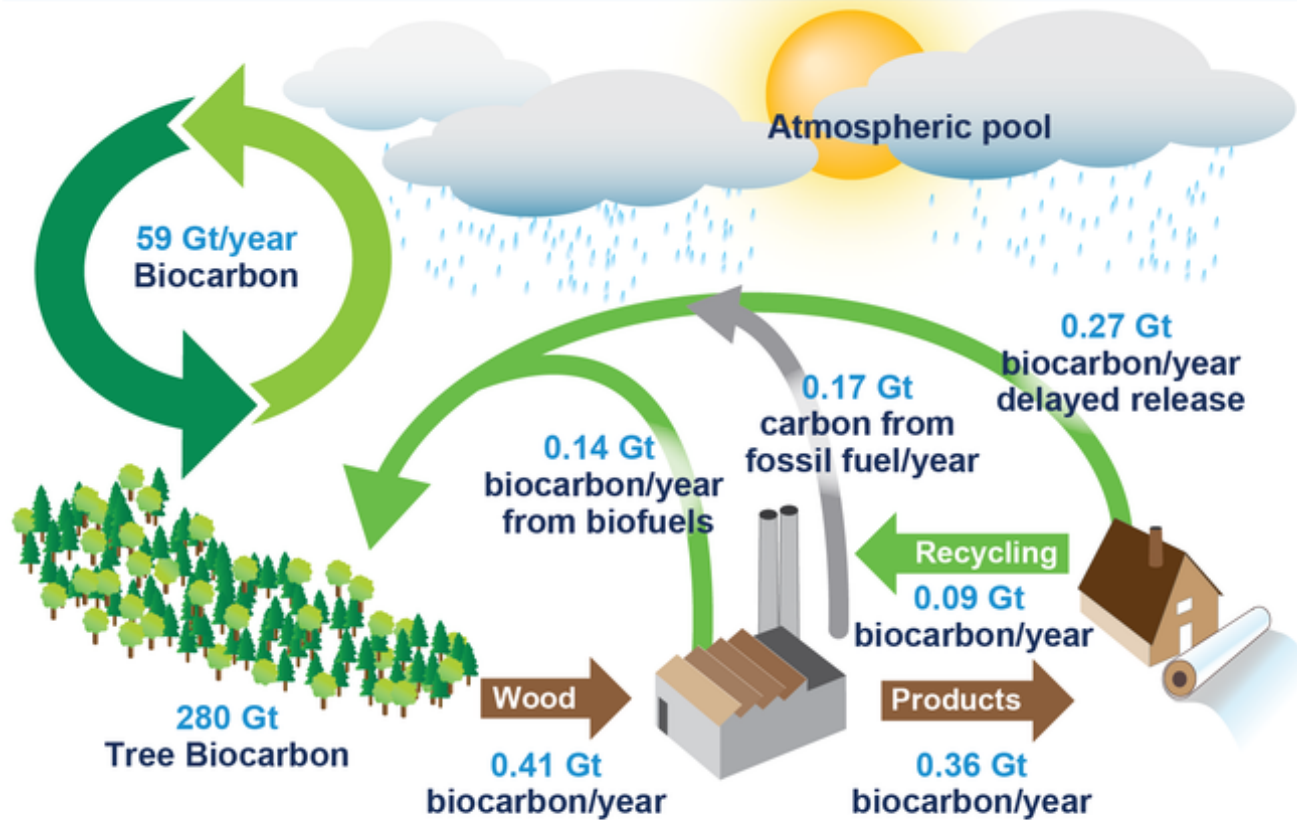 Atmospheric pool
59 Gt/year
Biocarbon
0.27 Gt
biocarbon/year
delayed release
0.17 Gt
carbon from
fossil fuel/year
0.14 Gt
biocarbon/year
from biofuels
Recycling
0.09 Gt
biocarbon/year
Wood
0.41 Gt
biocarbon/year
Products
0.36 Gt
biocarbon/year
280 Gt
Tree Biocarbon